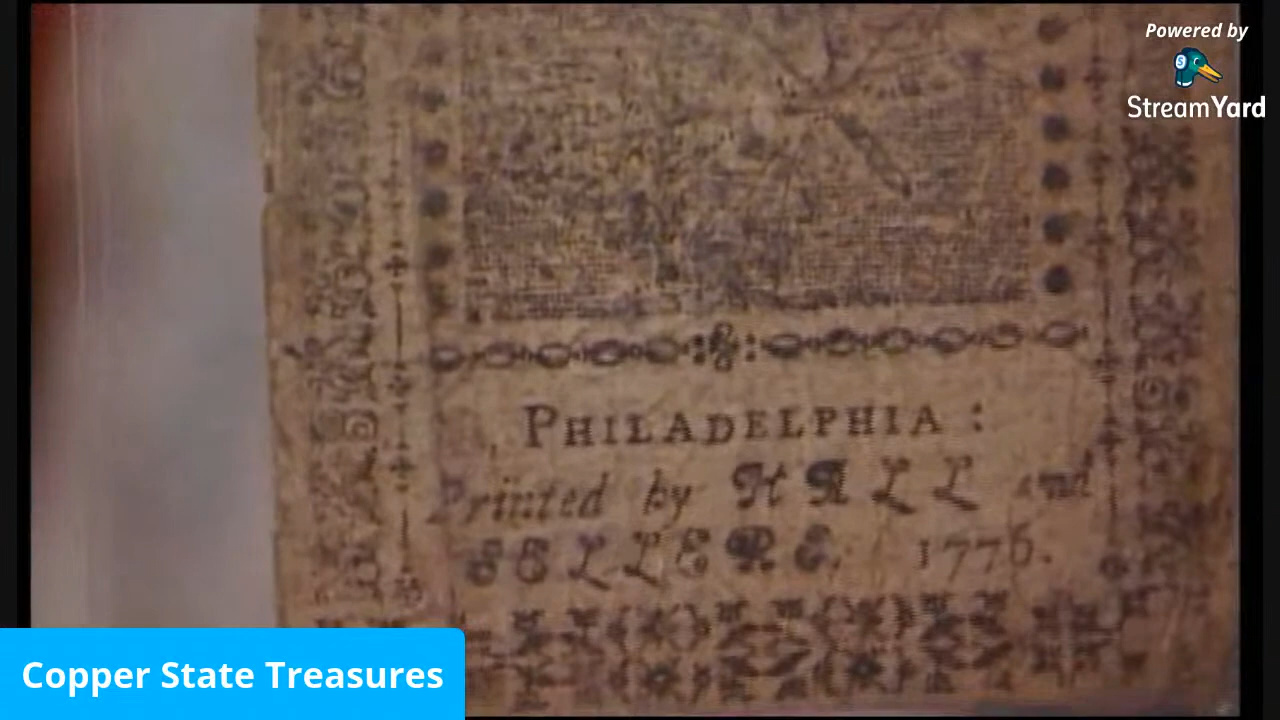 Powered by
StreamYard
PHILADELPHIA:
Printed by HALL and
SELLERS. 1776.
Copper State Treasures